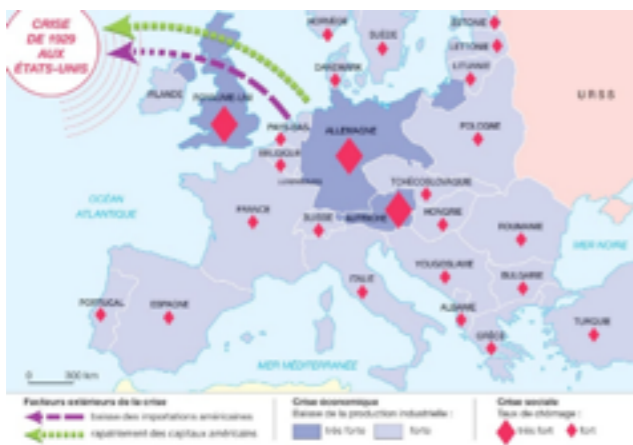 CRISE
DE 1929
AUX
ÉTATS-UNIS
NORVÈGE
SUÈDE
ESTONIE
LETTONIE
LITUANIE
DANEMARK
URSS
IRLANDE
ROYAUME-UNI
PAYS-BAS
ALLEMAGNE
POLOGNE
BELGIQUE
LUXEMBOURG
TCHÉCOSLOVAQUIE
OCÉAN
ATLANTIQUE
FRANCE
SUISSE
AUTRICHE
HONGRIE
ROUMANIE
MER NOIRE
YOUGOSLAVIE
ITALIE
BULGARIE
PORTUGAL
ESPAGNE
ALBANIE
GRÈCE
TURQUIE
MER MÉDITERRANÉE
0 300 km
Facteurs extérieurs de la crise
baisse des importations américaines
rapatriement des capitaux américains
Crise économique
Baisse de la production industrielle :
très forte
forte
Crise sociale
Taux de chômage :
très fort
fort